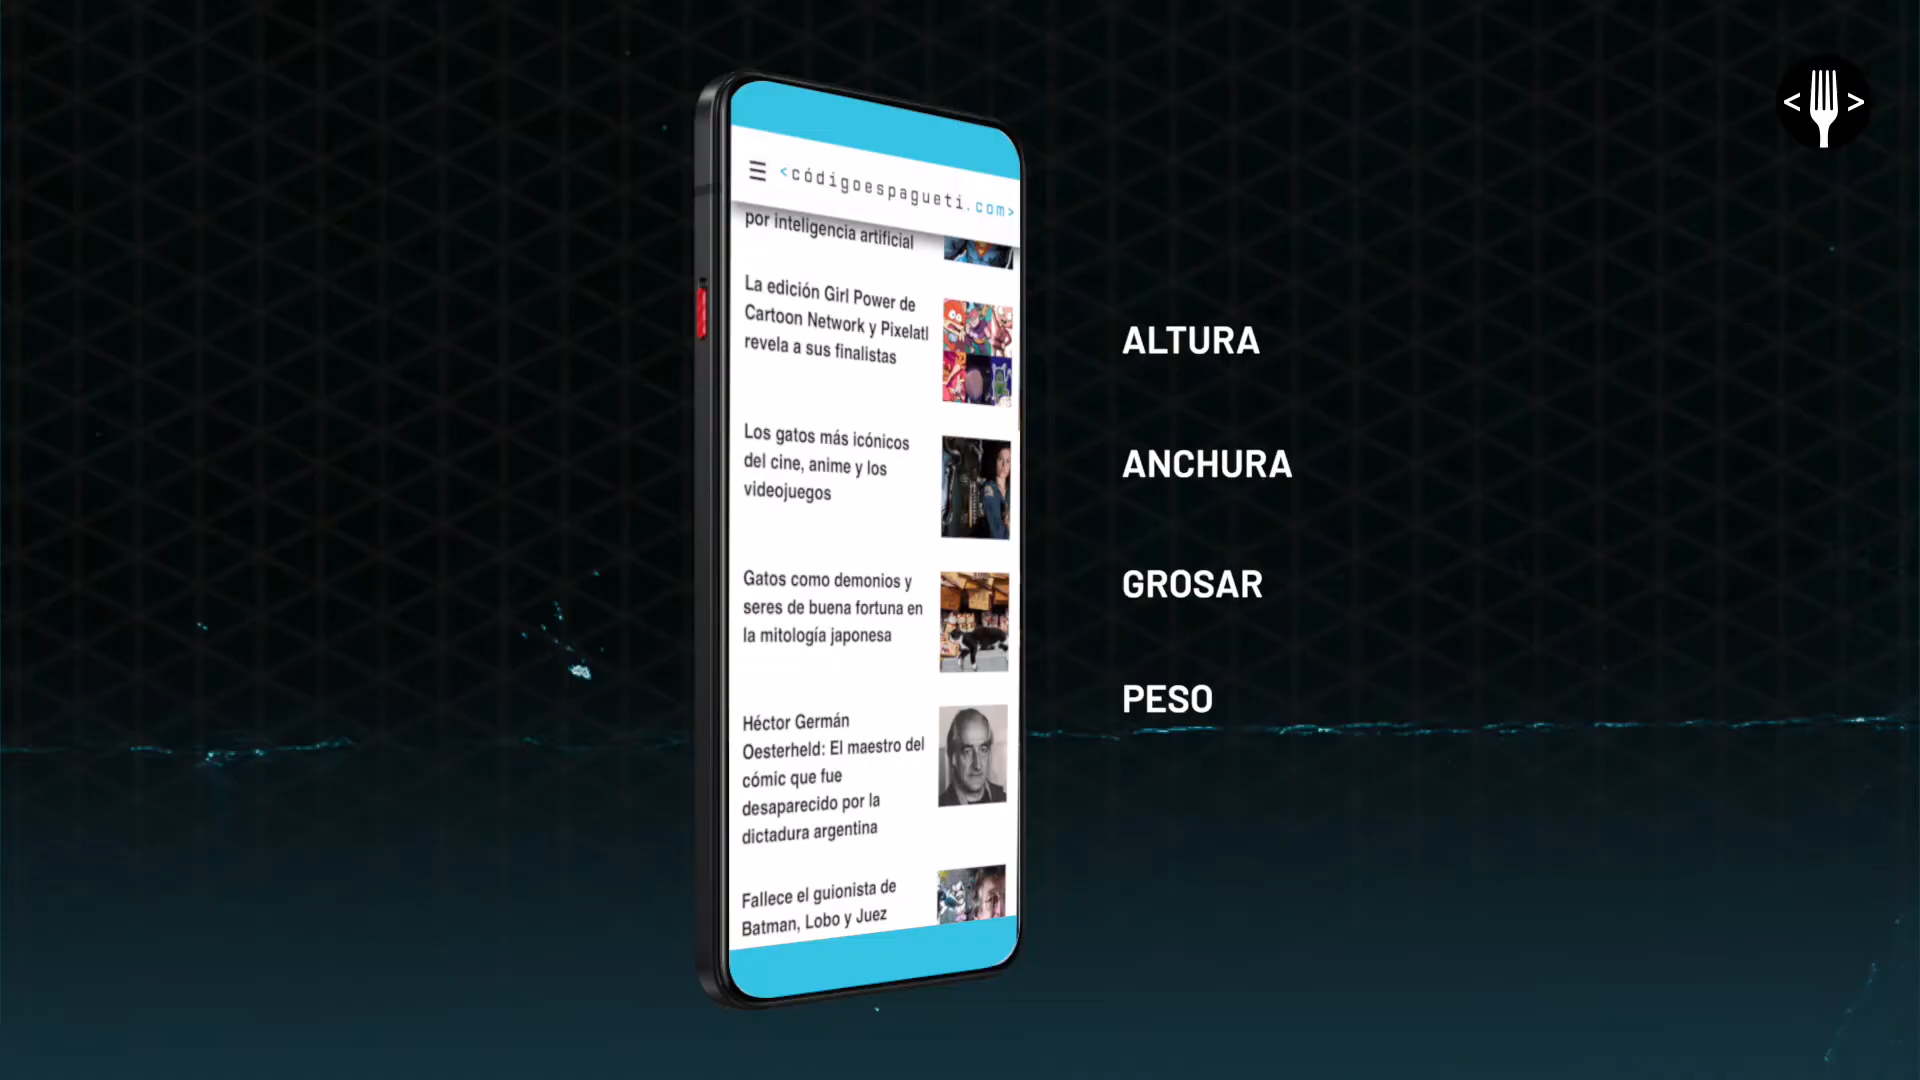 <códigoespagueti.com>
por inteligencia artificial
La edición Girl Power de
Cartoon Network y Pixelatl
revela a sus finalistas
Los gatos más icónicos
del cine, anime y los
videojuegos
Gatos como demonios y
seres de buena fortuna en
la mitología japonesa
Héctor Germán
Oesterheld: El maestro del
cómic que fue
desaparecido por la
dictadura argentina
Fallece el guionista de
Batman, Lobo y Juez
ALTURA
ANCHURA
GROSAR
PESO